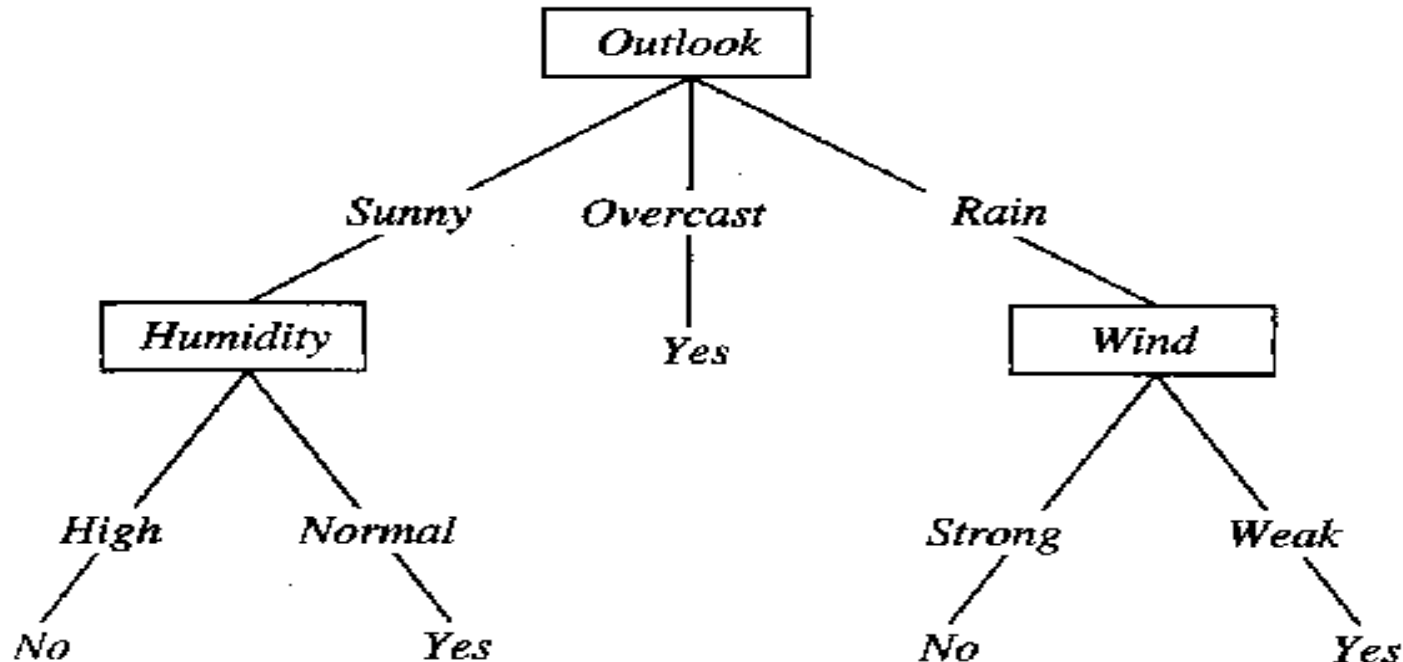 Outlook
Sunny Overcast Rain
Humidity Yes Wind
High Normal Strong Weak
No Yes No Yes